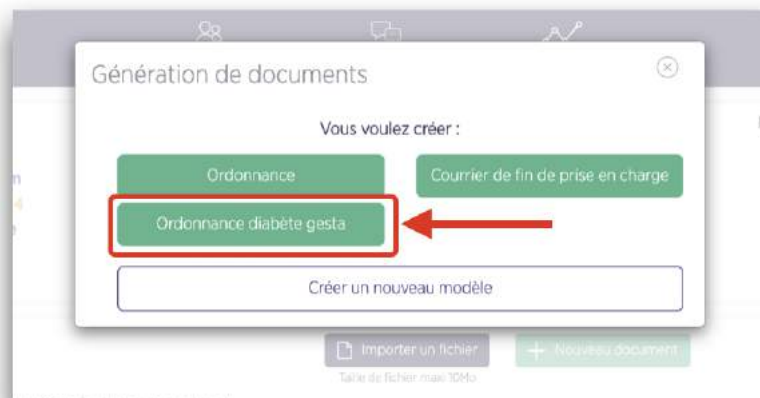 Génération de documents
Vous voulez créer :
Ordonnance
Courrier de fin de prise en charge
Ordonnance diabète gesta
Créer un nouveau modèle
Importer un fichier
+ Nouveau document
Taille de fichier maxi 10Mo